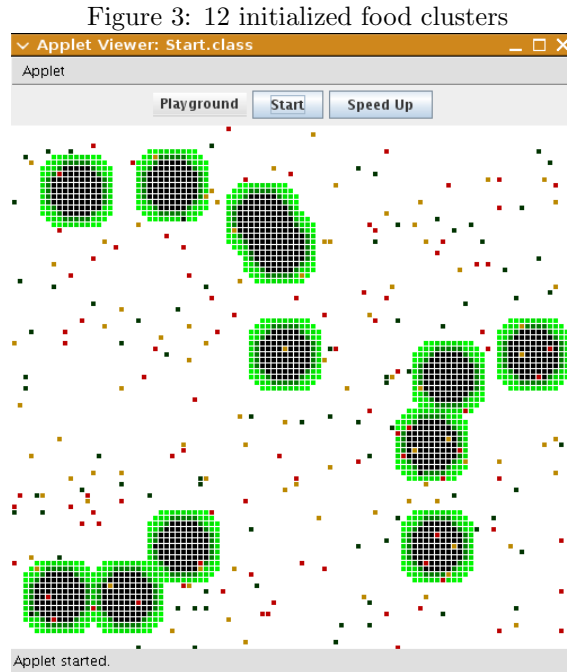 Figure 3: 12 initialized food clusters
Applet Viewer: Start.class
Applet
Playground Start Speed Up
Applet started.